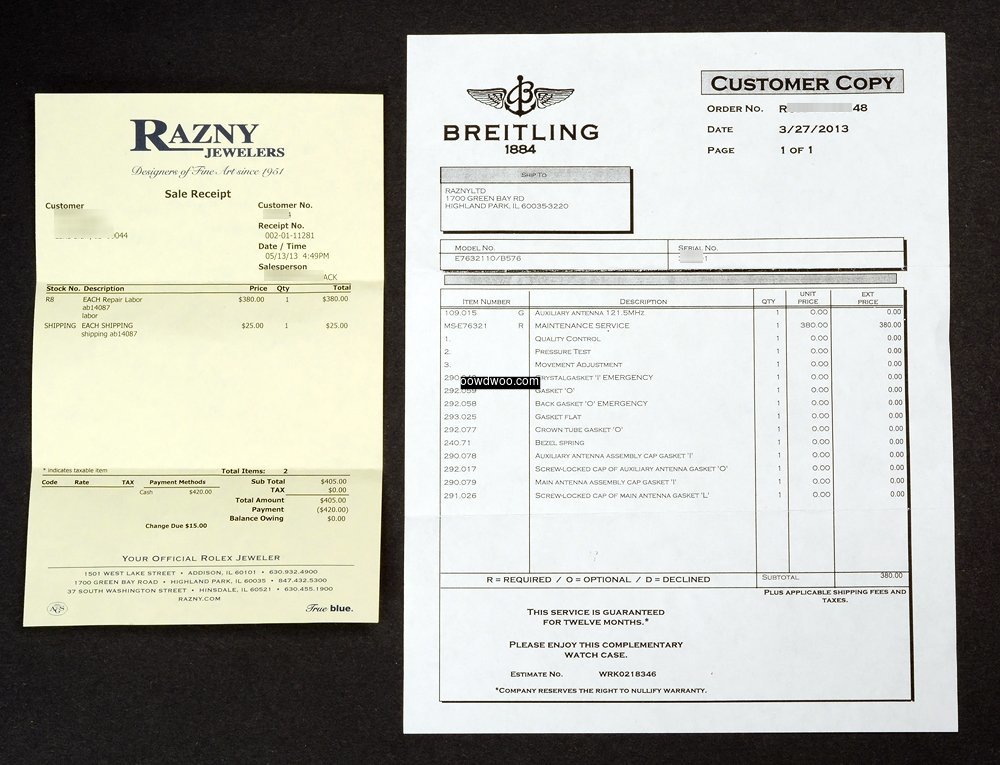 RAZNY
JEWELERS
Designers of Fine Art since 1951
Sale Receipt
Customer
044
Customer No.
Receipt No.
002-01-11281
Date / Time
05/13/13 4:49PM
Salesperson
ACK
Stock No. Description Price Qty Total
R8 EACH Repair Labor $380.00 1 $380.00
ab14087
labor
SHIPPING EACH SHIPPING $25.00 1 $25.00
shipping ab14087
* indicates taxable item Total Items: 2
Code Rate TAX Payment Methods Sub Total $405.00
Cash $420.00 TAX $0.00
Total Amount $405.00
Payment ($420.00)
Balance Owing $0.00
Change Due $15.00
YOUR OFFICIAL ROLEX JEWELER
1501 WEST LAKE STREET • ADDISON, IL 60101 • 630.932.4900
1700 GREEN BAY ROAD • HIGHLAND PARK, IL 60035 • 847.432.5300
37 SOUTH WASHINGTON STREET • HINSDALE, IL 60521 • 630.455.1900
RAZNY.COM
AGS
True blue.
B
BREITLING
1884
CUSTOMER COPY
ORDER NO. R 48
DATE 3/27/2013
PAGE 1 OF 1
SHIP TO
RAZNYLTD
1700 GREEN BAY RD
HIGHLAND PARK, IL 60035-3220
MODEL NO. SERIAL NO.
E7632110/B576 1
ITEM NUMBER DESCRIPTION QTY UNIT PRICE EXT PRICE
109.015 G AUXILIARY ANTENNA 121.5MHZ 1 0.00 0.00
MS-E76321 R MAINTENANCE SERVICE 1 380.00 380.00
1. QUALITY CONTROL 1 0.00 0.00
2. PRESSURE TEST 1 0.00 0.00
3. MOVEMENT ADJUSTMENT 1 0.00 0.00
CRYSTALGASKET 'I' EMERGENCY 1 0.00 0.00
oowdwoo.com
292.059 GASKET 'O' 1 0.00 0.00
292.058 BACK GASKET 'O' EMERGENCY 1 0.00 0.00
293.025 GASKET FLAT 1 0.00 0.00
292.077 CROWN TUBE GASKET 'O' 1 0.00 0.00
240.71 BEZEL SPRING 1 0.00 0.00
290.078 AUXILIARY ANTENNA ASSEMBLY CAP GASKET 'I' 1 0.00 0.00
292.017 SCREW-LOCKED CAP OF AUXILIARY ANTENNA GASKET 'O' 1 0.00 0.00
290.079 MAIN ANTENNA ASSEMBLY CAP GASKET 'I' 1 0.00 0.00
291.026 SCREW-LOCKED CAP OF MAIN ANTENNA GASKET 'L' 1 0.00 0.00
R = REQUIRED / O = OPTIONAL / D = DECLINED SUBTOTAL 380.00
PLUS APPLICABLE SHIPPING FEES AND
TAXES.
THIS SERVICE IS GUARANTEED
FOR TWELVE MONTHS.*
PLEASE ENJOY THIS COMPLEMENTARY
WATCH CASE.
ESTIMATE NO. WRK0218346
*COMPANY RESERVES THE RIGHT TO NULLIFY WARRANTY.